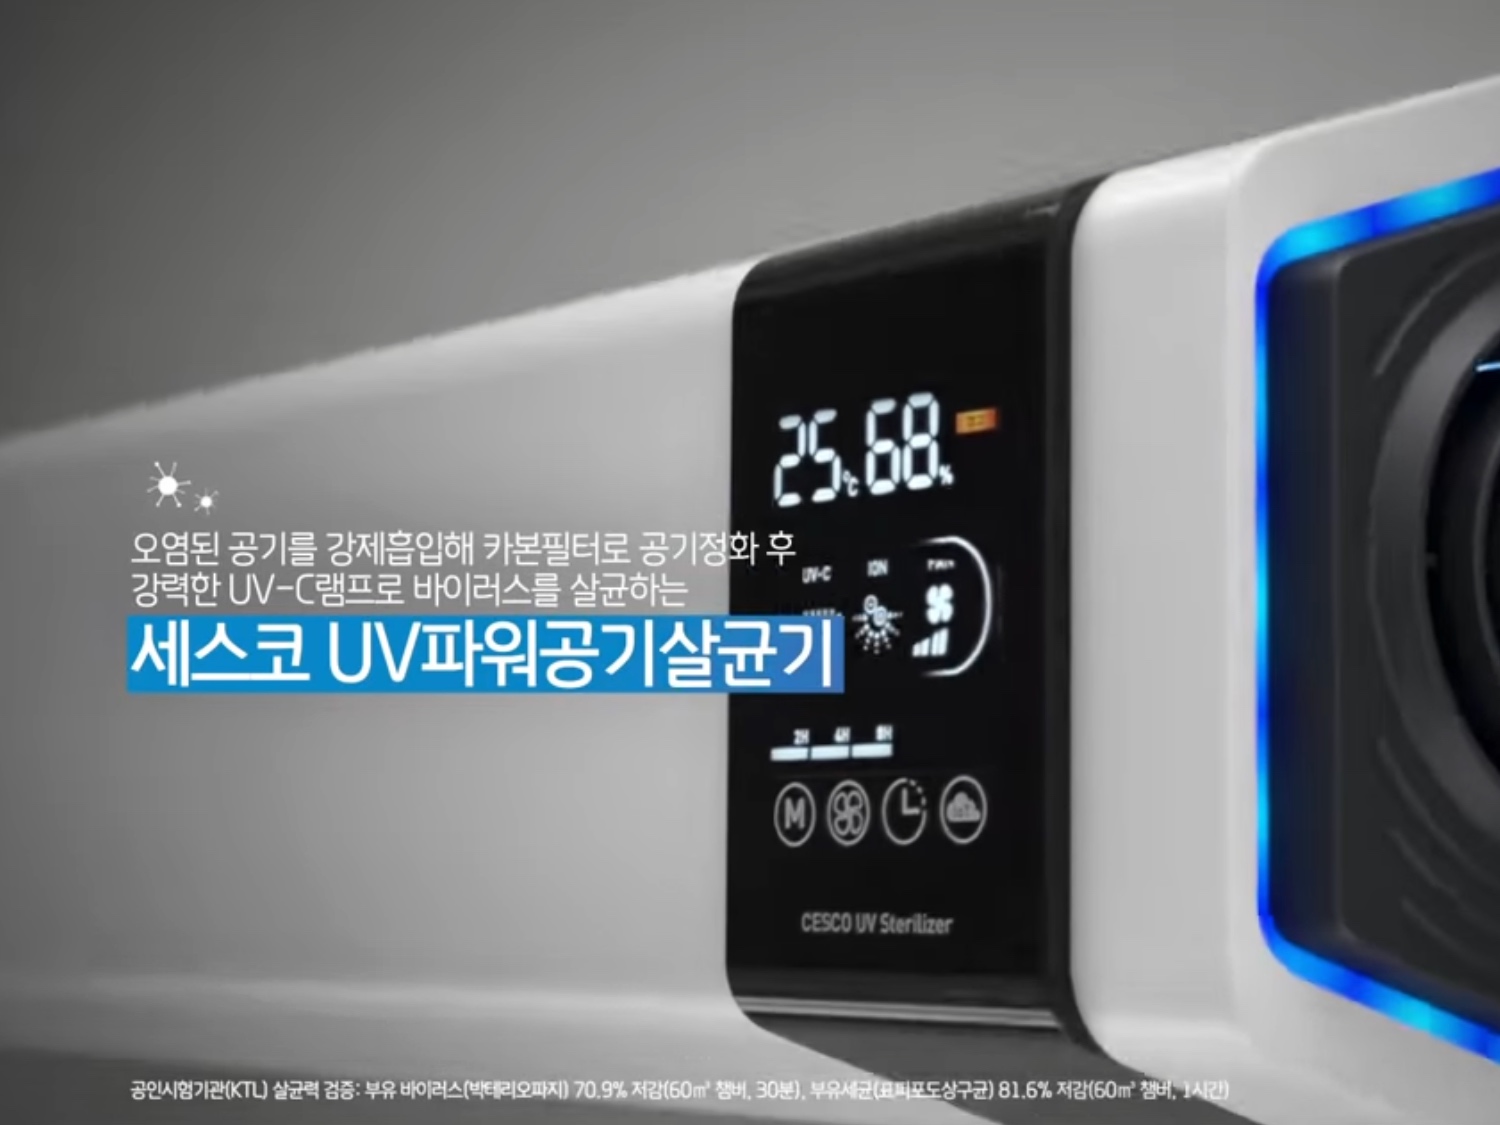 25℃ 68%
오염된 공기를 강제흡입해 카본필터로 공기정화 후
강력한 UV-C램프로 바이러스를 살균하는
세스코 UV파워공기살균기
UV-C ION
2H 4H 8H
M IoT
CESCO UV Sterilizer
공인시험기관(KTL) 살균력 검증: 부유 바이러스(박테리오파지) 70.9% 저감(60㎥ 챔버, 30분), 부유세균(표피포도상구균) 81.6% 저감(60㎥ 챔버, 1시간)